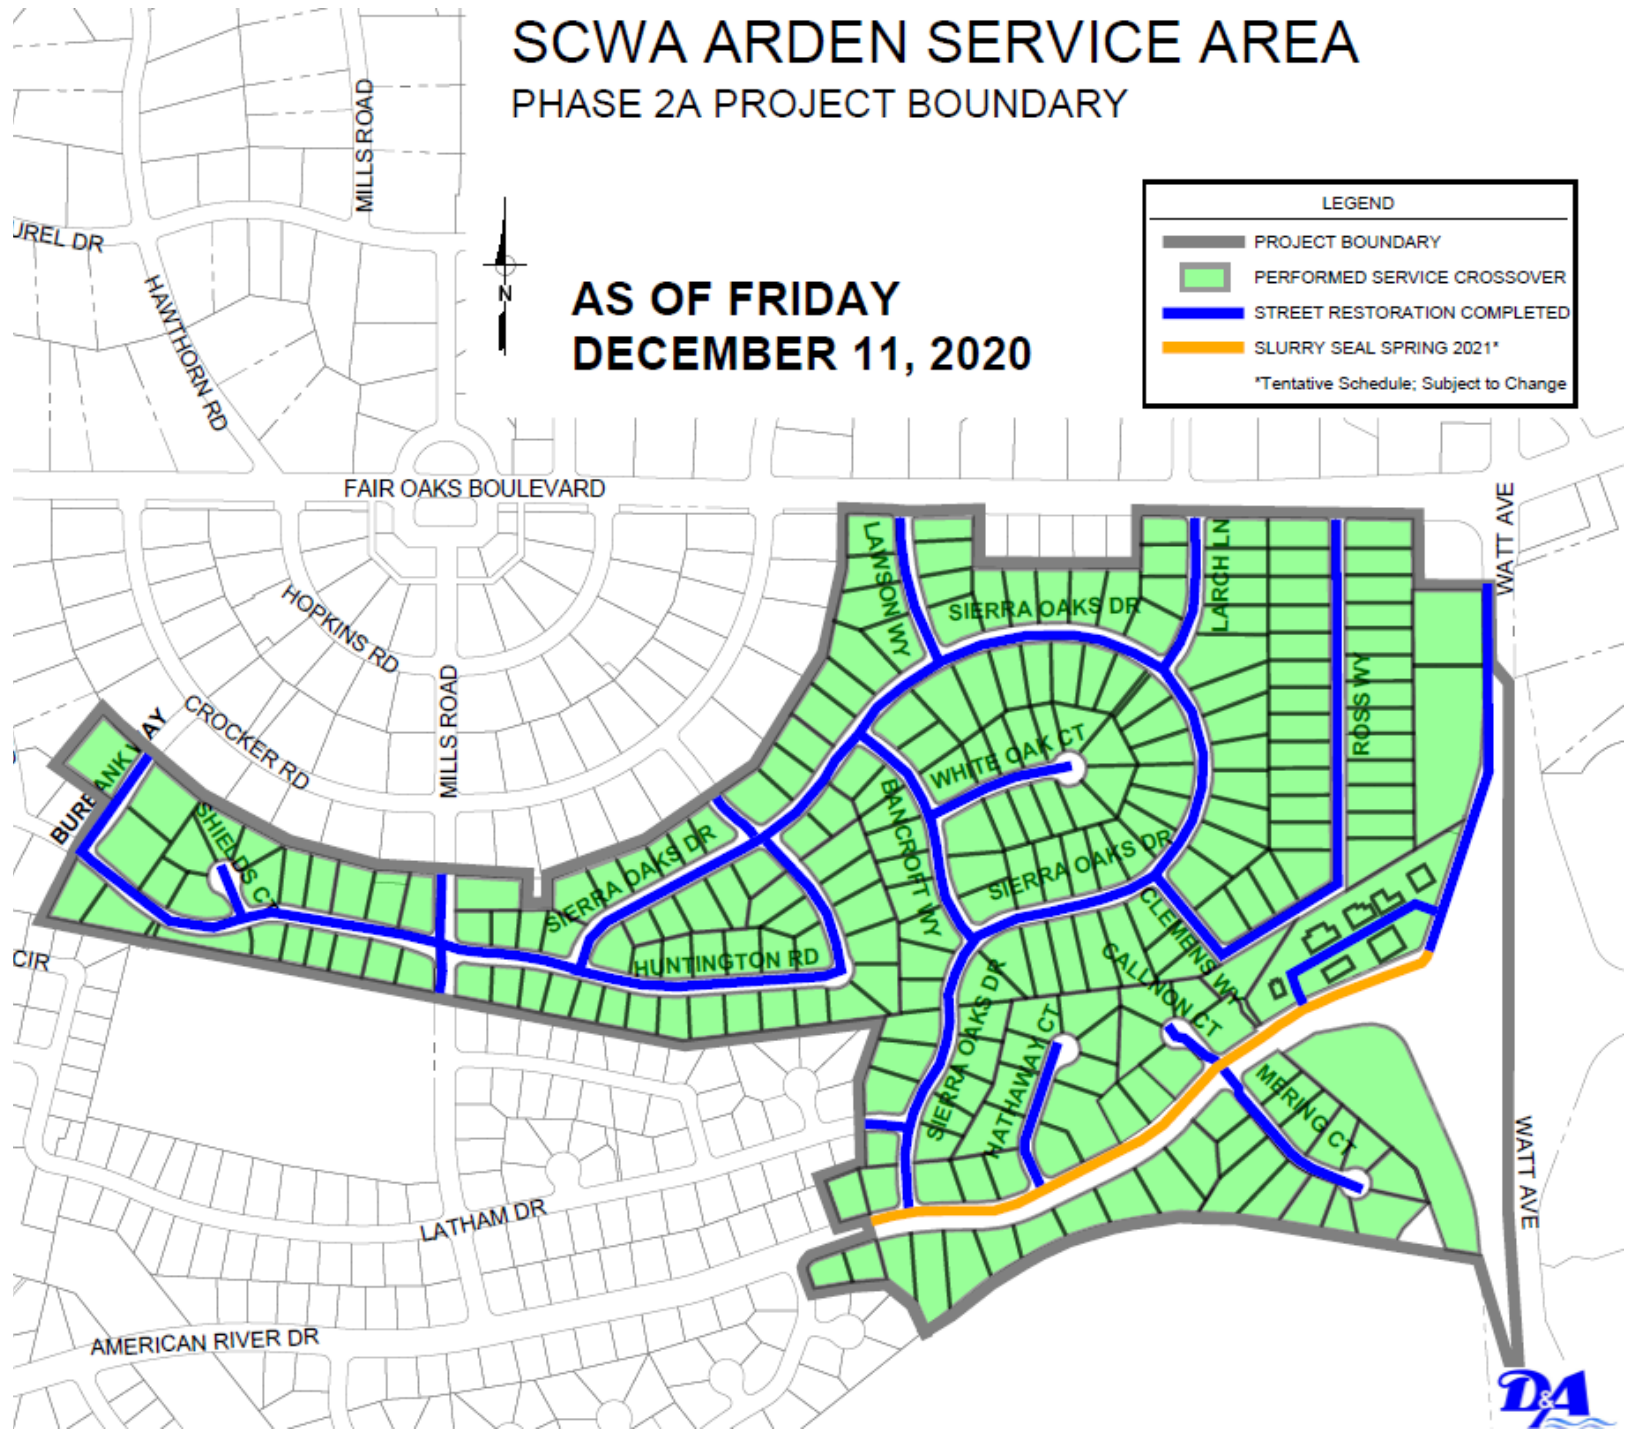 SCWA ARDEN SERVICE AREA
PHASE 2A PROJECT BOUNDARY
MILLS ROAD
LEGEND
PROJECT BOUNDARY
PERFORMED SERVICE CROSSOVER
STREET RESTORATION COMPLETED
SLURRY SEAL SPRING 2021*
*Tentative Schedule; Subject to Change
UREL DR
HAWTHORN RD
N
AS OF FRIDAY
DECEMBER 11, 2020
FAIR OAKS BOULEVARD
WATT AVE
LAWSON WY
LARCH LN
SIERRA OAKS DR
HOPKINS RD
MILLS ROAD
ROSS WY
CROCKER RD
BURBANK WAY
WHITE OAK CT
BANCROFT WY
SHIELDS CT
SIERRA OAKS DR
SIERRA OAKS DR
CLEMENS WY
HUNTINGTON RD
CIR
CALLNON CT
SIERRA OAKS DR
HATHAWAY CT
MERING CT
WATT AVE
LATHAM DR
AMERICAN RIVER DR
D&A